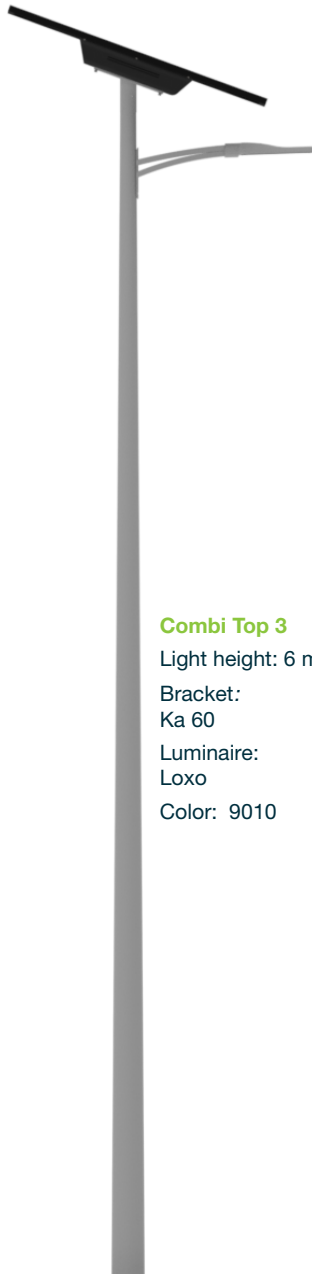 Combi Top 3
Light height: 6 m
Bracket:
Ka 60
Luminaire:
Loxo
Color: 9010